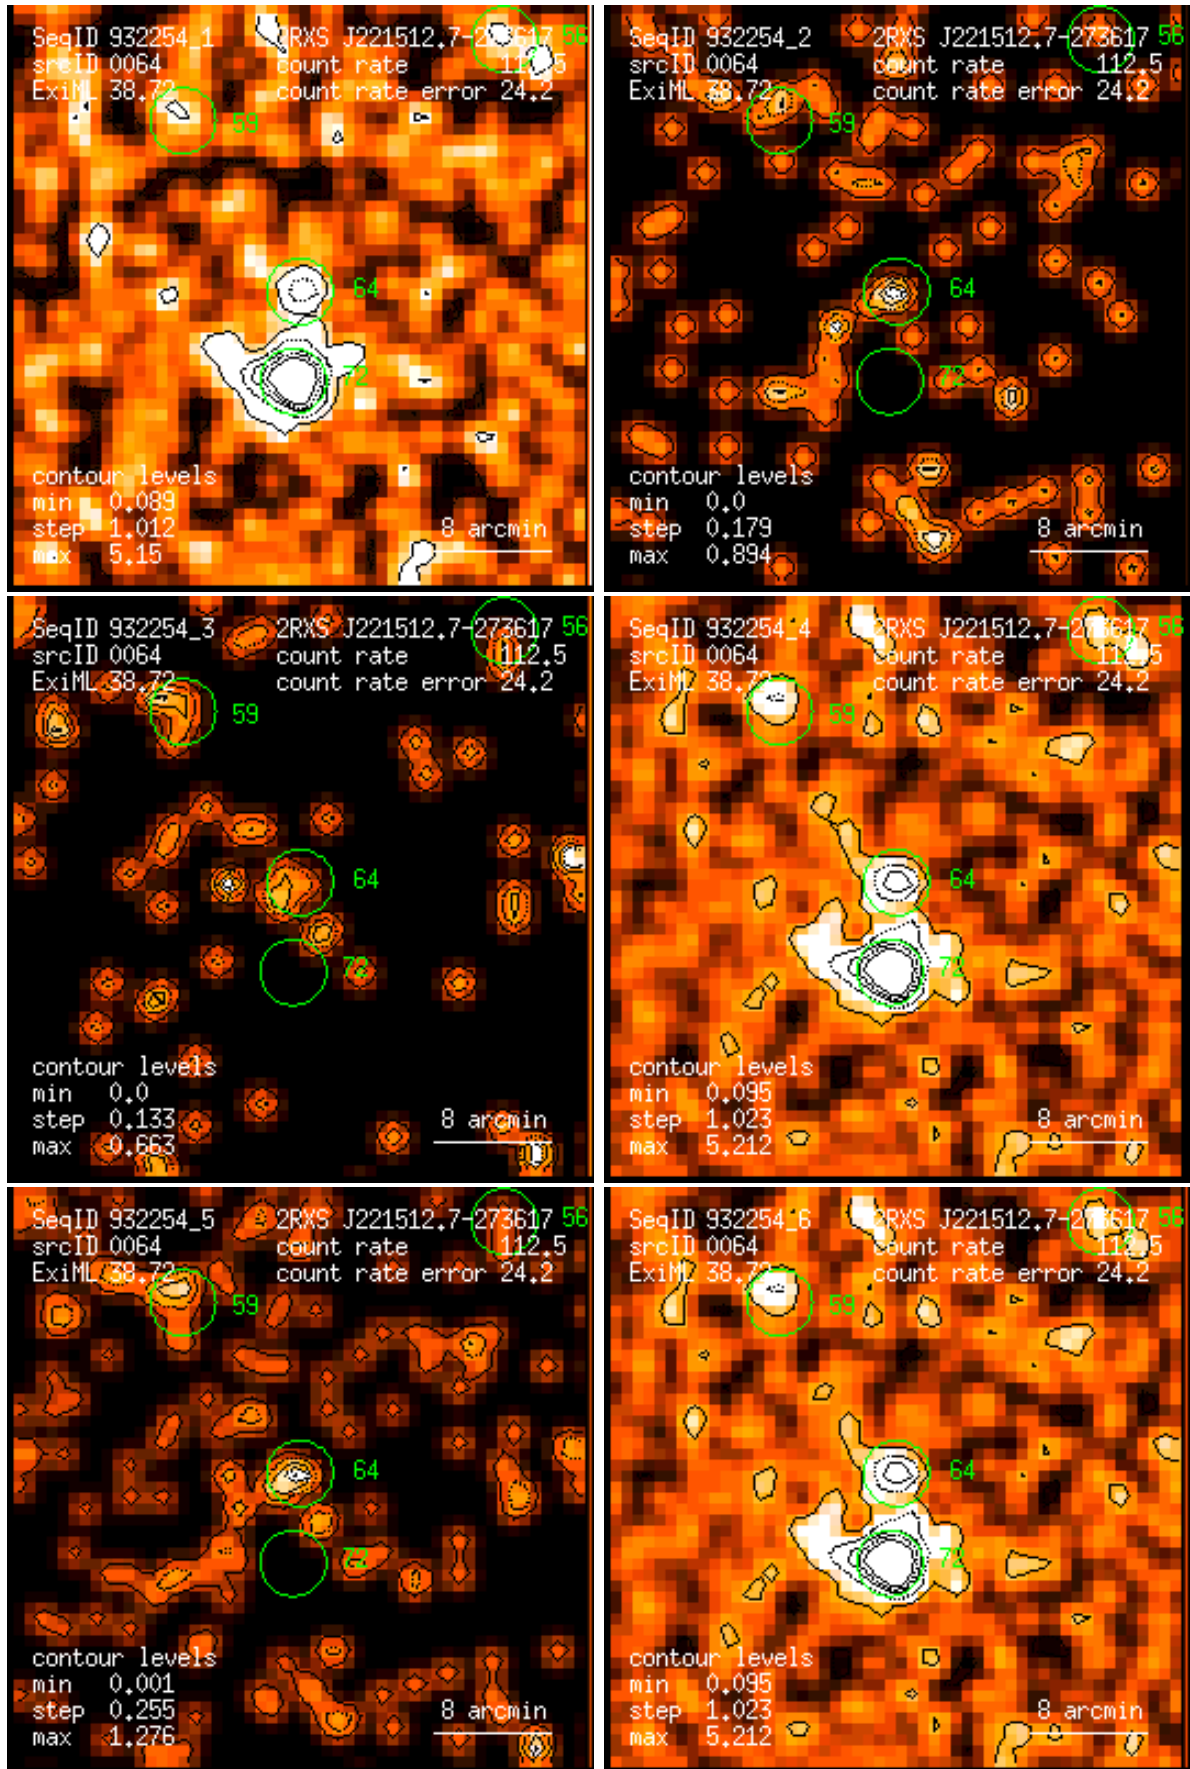 SeqID 932254_1 2RXS J221512.7-273617 56
srcID 0064 count rate 112.5
ExiML 38.72 count rate error 24.2
59
64
72
contour levels
min 0.089
step 1.012 8 arcmin
max 5.15
SeqID 932254_2 2RXS J221512.7-273617 56
srcID 0064 count rate 112.5
ExiML 38.72 count rate error 24.2
59
64
72
contour levels
min 0.0
step 0.179 8 arcmin
max 0.894
SeqID 932254_3 2RXS J221512.7-273617 56
srcID 0064 count rate 112.5
ExiML 38.72 count rate error 24.2
59
64
72
contour levels
min 0.0
step 0.133 8 arcmin
max 0.663
SeqID 932254_4 2RXS J221512.7-273617 56
srcID 0064 count rate 112.5
ExiML 38.72 count rate error 24.2
59
64
72
contour levels
min 0.095
step 1.023 8 arcmin
max 5.212
SeqID 932254_5 2RXS J221512.7-273617 56
srcID 0064 count rate 112.5
ExiML 38.72 count rate error 24.2
59
64
72
contour levels
min 0.001
step 0.255 8 arcmin
max 1.276
SeqID 932254_6 2RXS J221512.7-273617 56
srcID 0064 count rate 112.5
ExiML 38.72 count rate error 24.2
59
64
72
contour levels
min 0.095
step 1.023 8 arcmin
max 5.212